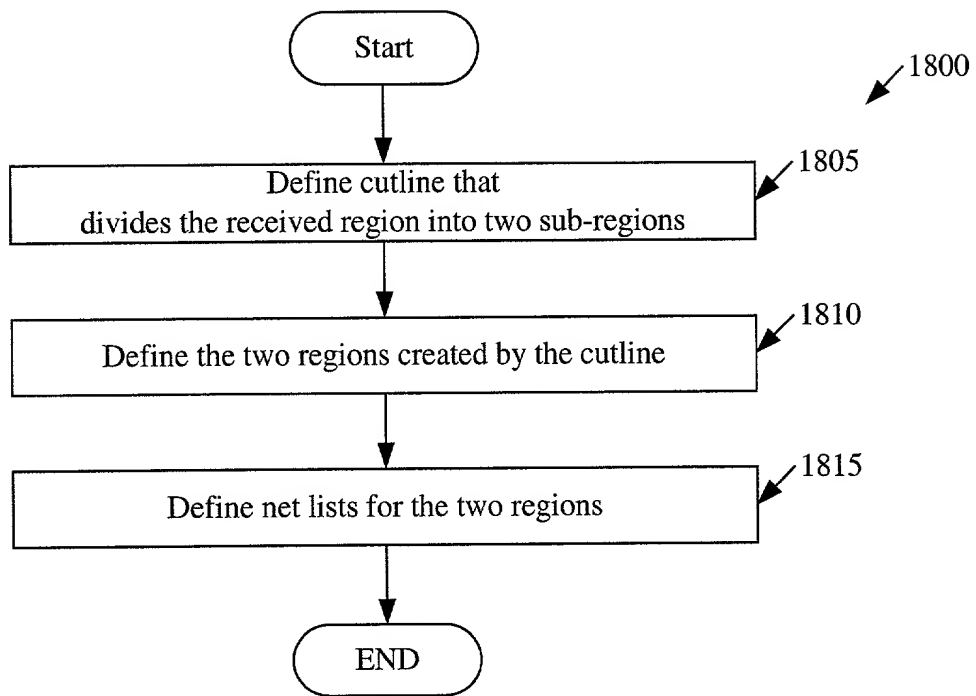 Start
1800
1805
Define cutline that
divides the received region into two sub-regions
1810
Define the two regions created by the cutline
1815
Define net lists for the two regions
END